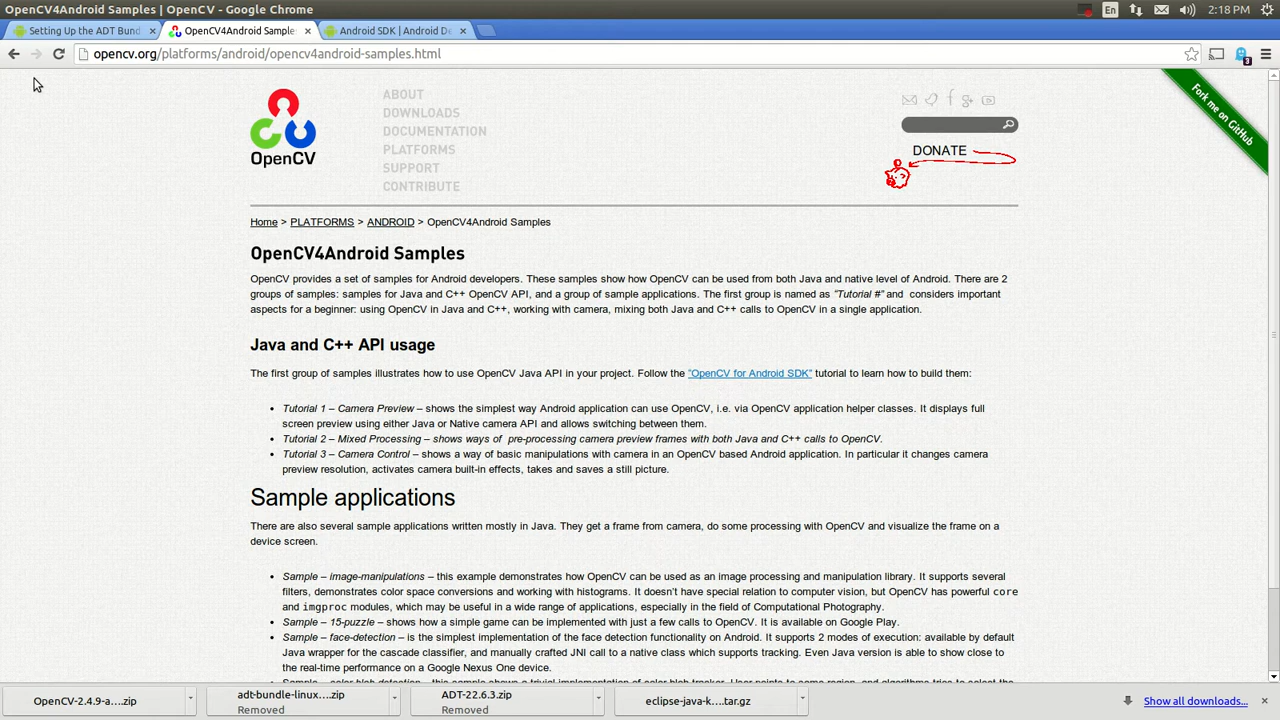 OpenCV4Android Samples | OpenCV - Google Chrome
En
2:18 PM
Setting Up the ADT Bund
OpenCV4Android Sample
Android SDK | Android De
opencv.org/platforms/android/opencv4android-samples.html
3
Fork me on GitHub
OpenCV
ABOUT
DOWNLOADS
DOCUMENTATION
PLATFORMS
SUPPORT
CONTRIBUTE
DONATE
Home > PLATFORMS > ANDROID > OpenCV4Android Samples
OpenCV4Android Samples
OpenCV provides a set of samples for Android developers. These samples show how OpenCV can be used from both Java and native level of Android. There are 2
groups of samples: samples for Java and C++ OpenCV API, and a group of sample applications. The first group is named as "Tutorial #" and considers important
aspects for a beginner: using OpenCV in Java and C++, working with camera, mixing both Java and C++ calls to OpenCV in a single application.
Java and C++ API usage
The first group of samples illustrates how to use OpenCV Java API in your project. Follow the "OpenCV for Android SDK" tutorial to learn how to build them:
• Tutorial 1 – Camera Preview – shows the simplest way Android application can use OpenCV, i.e. via OpenCV application helper classes. It displays full
screen preview using either Java or Native camera API and allows switching between them.
• Tutorial 2 – Mixed Processing – shows ways of pre-processing camera preview frames with both Java and C++ calls to OpenCV.
• Tutorial 3 – Camera Control – shows a way of basic manipulations with camera in an OpenCV based Android application. In particular it changes camera
preview resolution, activates camera built-in effects, takes and saves a still picture.
Sample applications
There are also several sample applications written mostly in Java. They get a frame from camera, do some processing with OpenCV and visualize the frame on a
device screen.
• Sample – image-manipulations – this example demonstrates how OpenCV can be used as an image processing and manipulation library. It supports several
filters, demonstrates color space conversions and working with histograms. It doesn't have special relation to computer vision, but OpenCV has powerful core
and imgproc modules, which may be useful in a wide range of applications, especially in the field of Computational Photography.
• Sample – 15-puzzle – shows how a simple game can be implemented with just a few calls to OpenCV. It is available on Google Play.
• Sample – face-detection – is the simplest implementation of the face detection functionality on Android. It supports 2 modes of execution: available by default
Java wrapper for the cascade classifier, and manually crafted JNI call to a native class which supports tracking. Even Java version is able to show close to
the real-time performance on a Google Nexus One device.
OpenCV-2.4.9-a....zip
adt-bundle-linux....zip
Removed
ADT-22.6.3.zip
Removed
eclipse-java-k....tar.gz
Show all downloads...